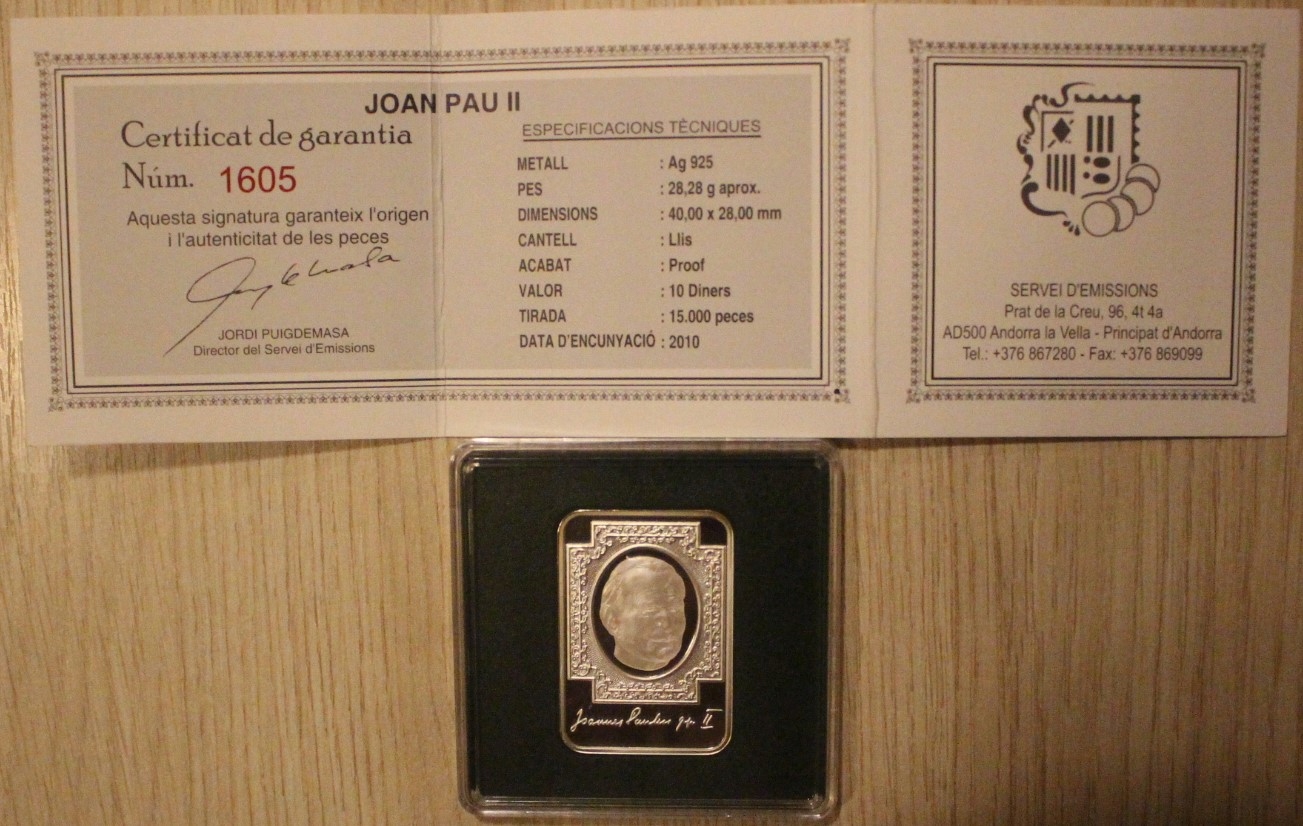 JOAN PAU II
Certificat de garantia
Núm. 1605
Aquesta signatura garanteix l'origen
i l'autenticitat de les peces
JORDI PUIGDEMASA
Director del Servei d'Emissions
ESPECIFICACIONS TÈCNIQUES
METALL : Ag 925
PES : 28,28 g aprox.
DIMENSIONS : 40,00 x 28,00 mm
CANTELL : Llis
ACABAT : Proof
VALOR : 10 Diners
TIRADA : 15.000 peces
DATA D'ENCUNYACIÓ : 2010
SERVEI D'EMISSIONS
Prat de la Creu, 96, 4t 4a
AD500 Andorra la Vella - Principat d'Andorra
Tel.: +376 867280 - Fax: +376 869099
Joannes Paulus pp. II